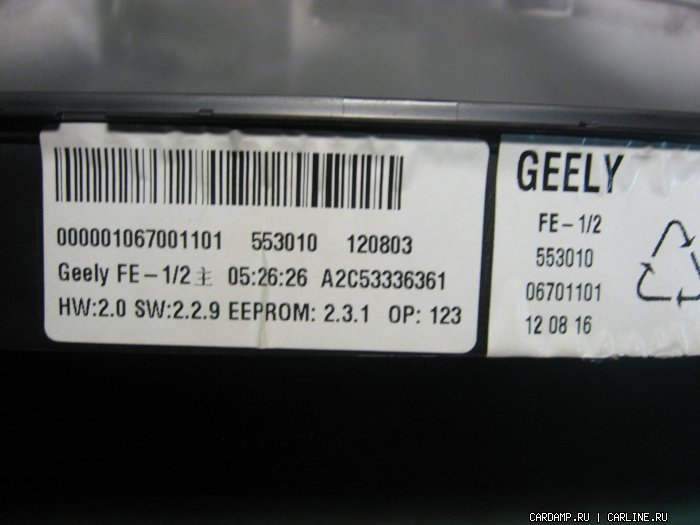 000001067001101 553010 120803
Geely FE-1/2主 05:26:26 A2C53336361
HW:2.0 SW:2.2.9 EEPROM: 2.3.1 OP: 123
GEELY
FE-1/2
553010
06701101
12 08 16
CARDAMP.RU | CARLINE.RU